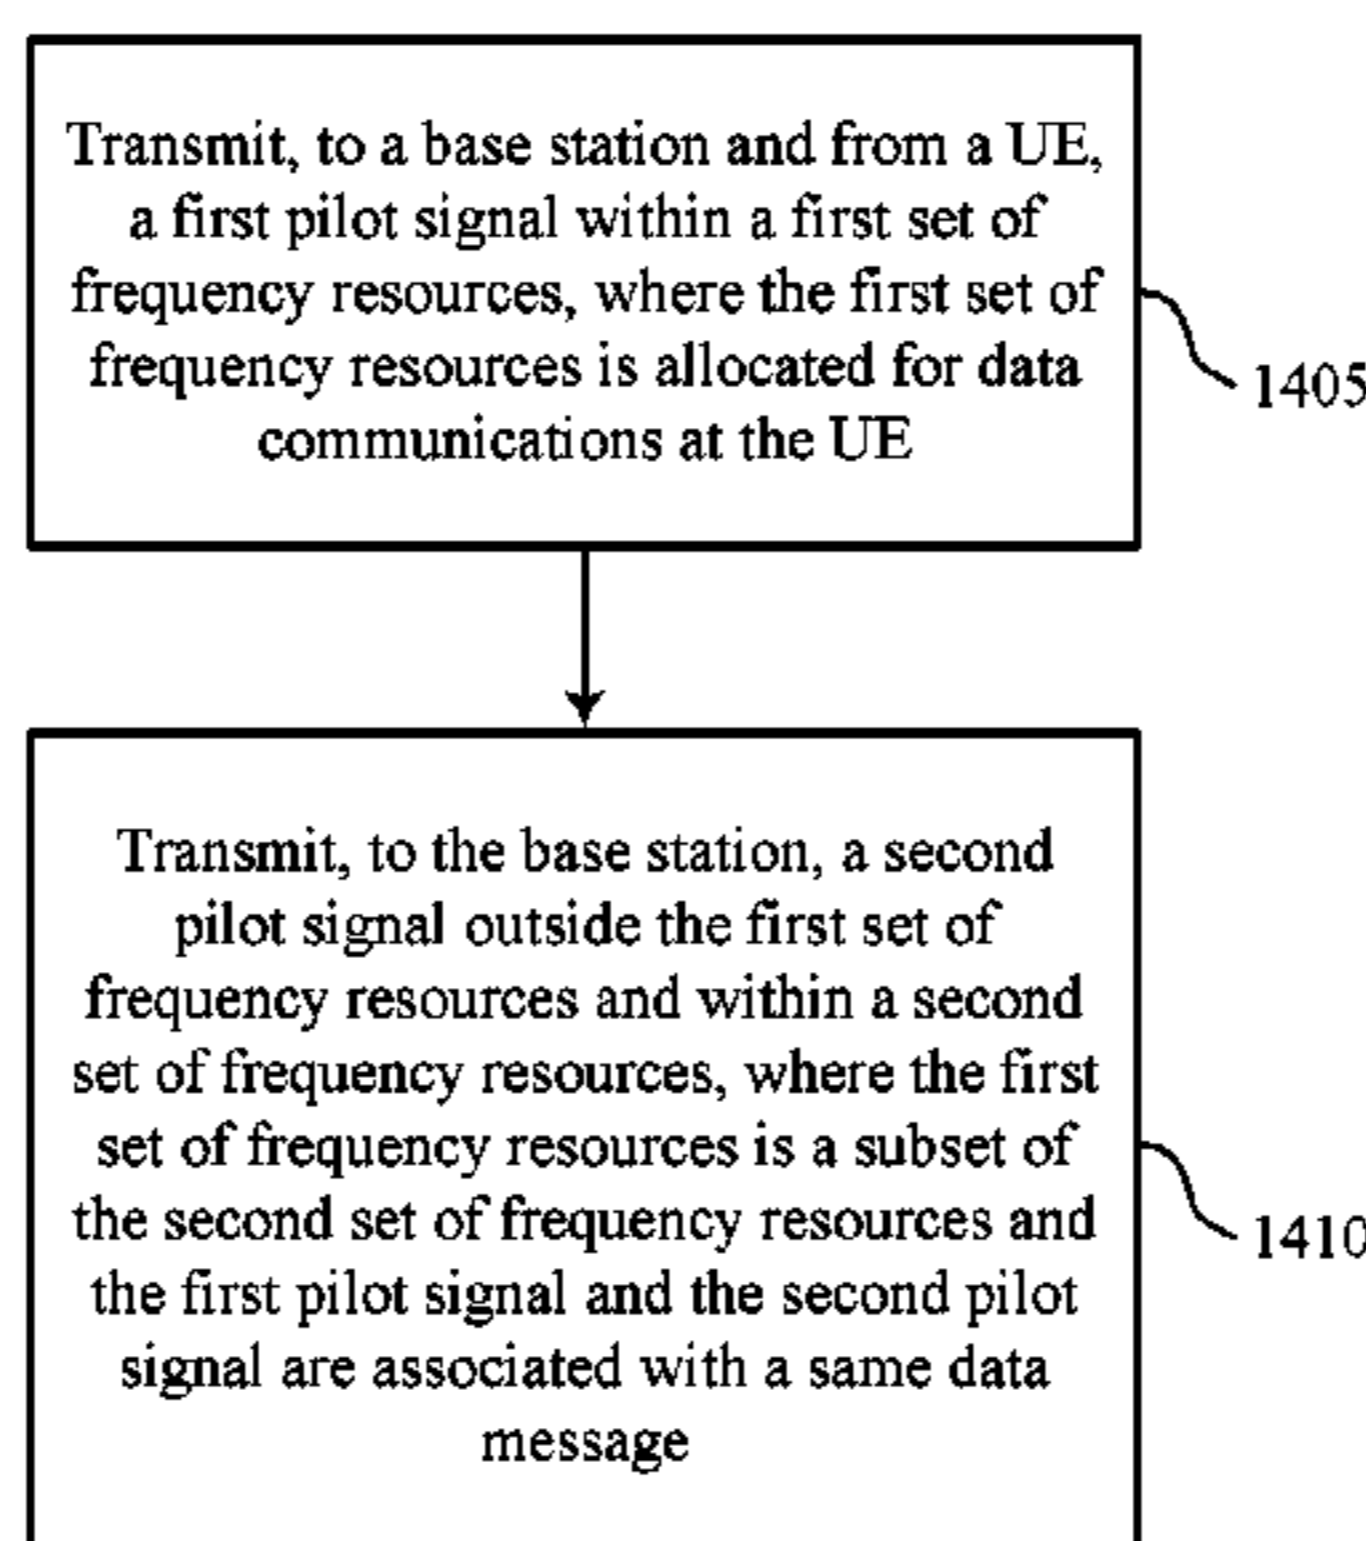 Transmit, to a base station and from a UE,
a first pilot signal within a first set of
frequency resources, where the first set of
frequency resources is allocated for data
communications at the UE
1405
Transmit, to the base station, a second
pilot signal outside the first set of
frequency resources and within a second
set of frequency resources, where the first
set of frequency resources is a subset of
the second set of frequency resources and
the first pilot signal and the second pilot
signal are associated with a same data
message
1410